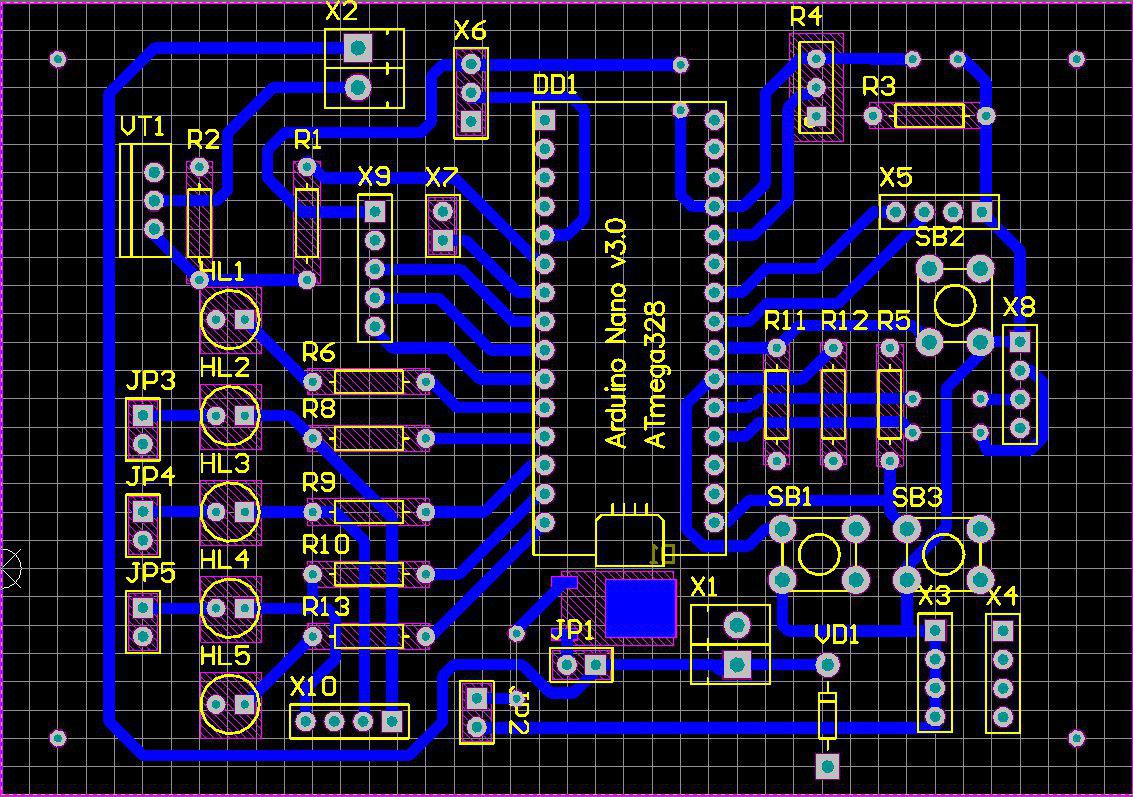 X2
X6
R4
DD1
R3
VT1
R2
R1
X9
X7
X5
SB2
HL1
Arduino Nano v3.0
ATmega328
X8
R11
R12
R5
R6
HL2
JP3
R8
HL3
JP4
R9
SB1
SB3
R10
HL4
JP5
R13
X1
X3
X4
JP1
VD1
HL5
X10
JP2